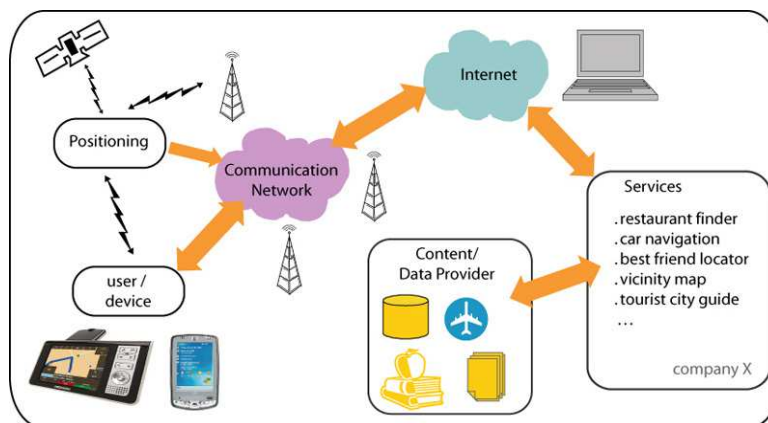 Positioning
Communication
Network
Internet
user /
device
Content/
Data Provider
Services
.restaurant finder
.car navigation
.best friend locator
.vicinity map
.tourist city guide
...
company X